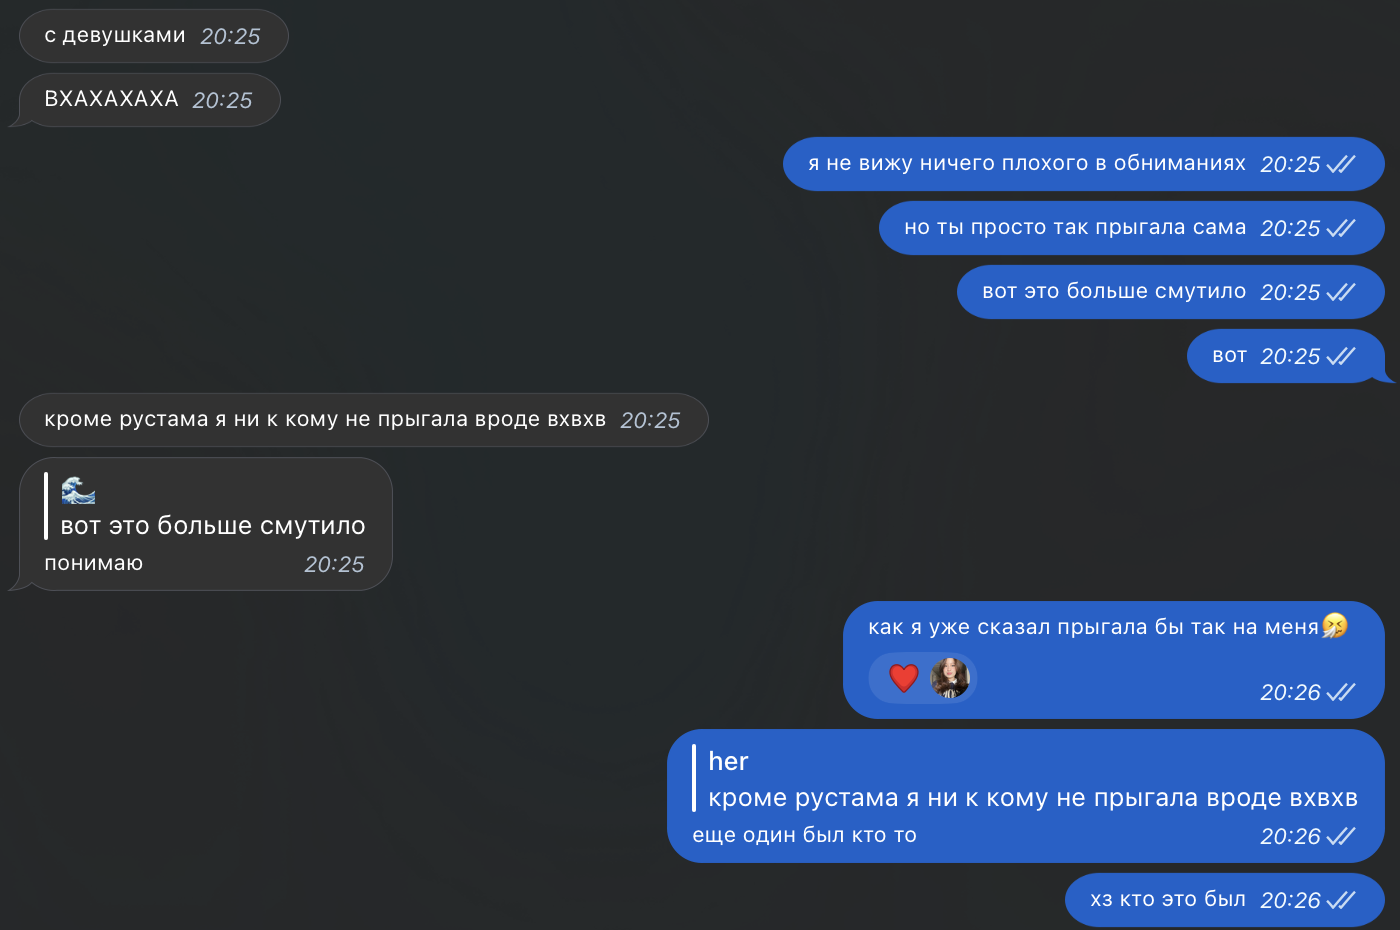 с девушками 20:25
ВХАХАХАХА 20:25
я не вижу ничего плохого в обниманиях 20:25
но ты просто так прыгала сама 20:25
вот это больше смутило 20:25
вот 20:25
кроме рустама я ни к кому не прыгала вроде вхвхв 20:25
🌊
вот это больше смутило
понимаю 20:25
как я уже сказал прыгала бы так на меня🤧
20:26
her
кроме рустама я ни к кому не прыгала вроде вхвхв
еще один был кто то 20:26
хз кто это был 20:26